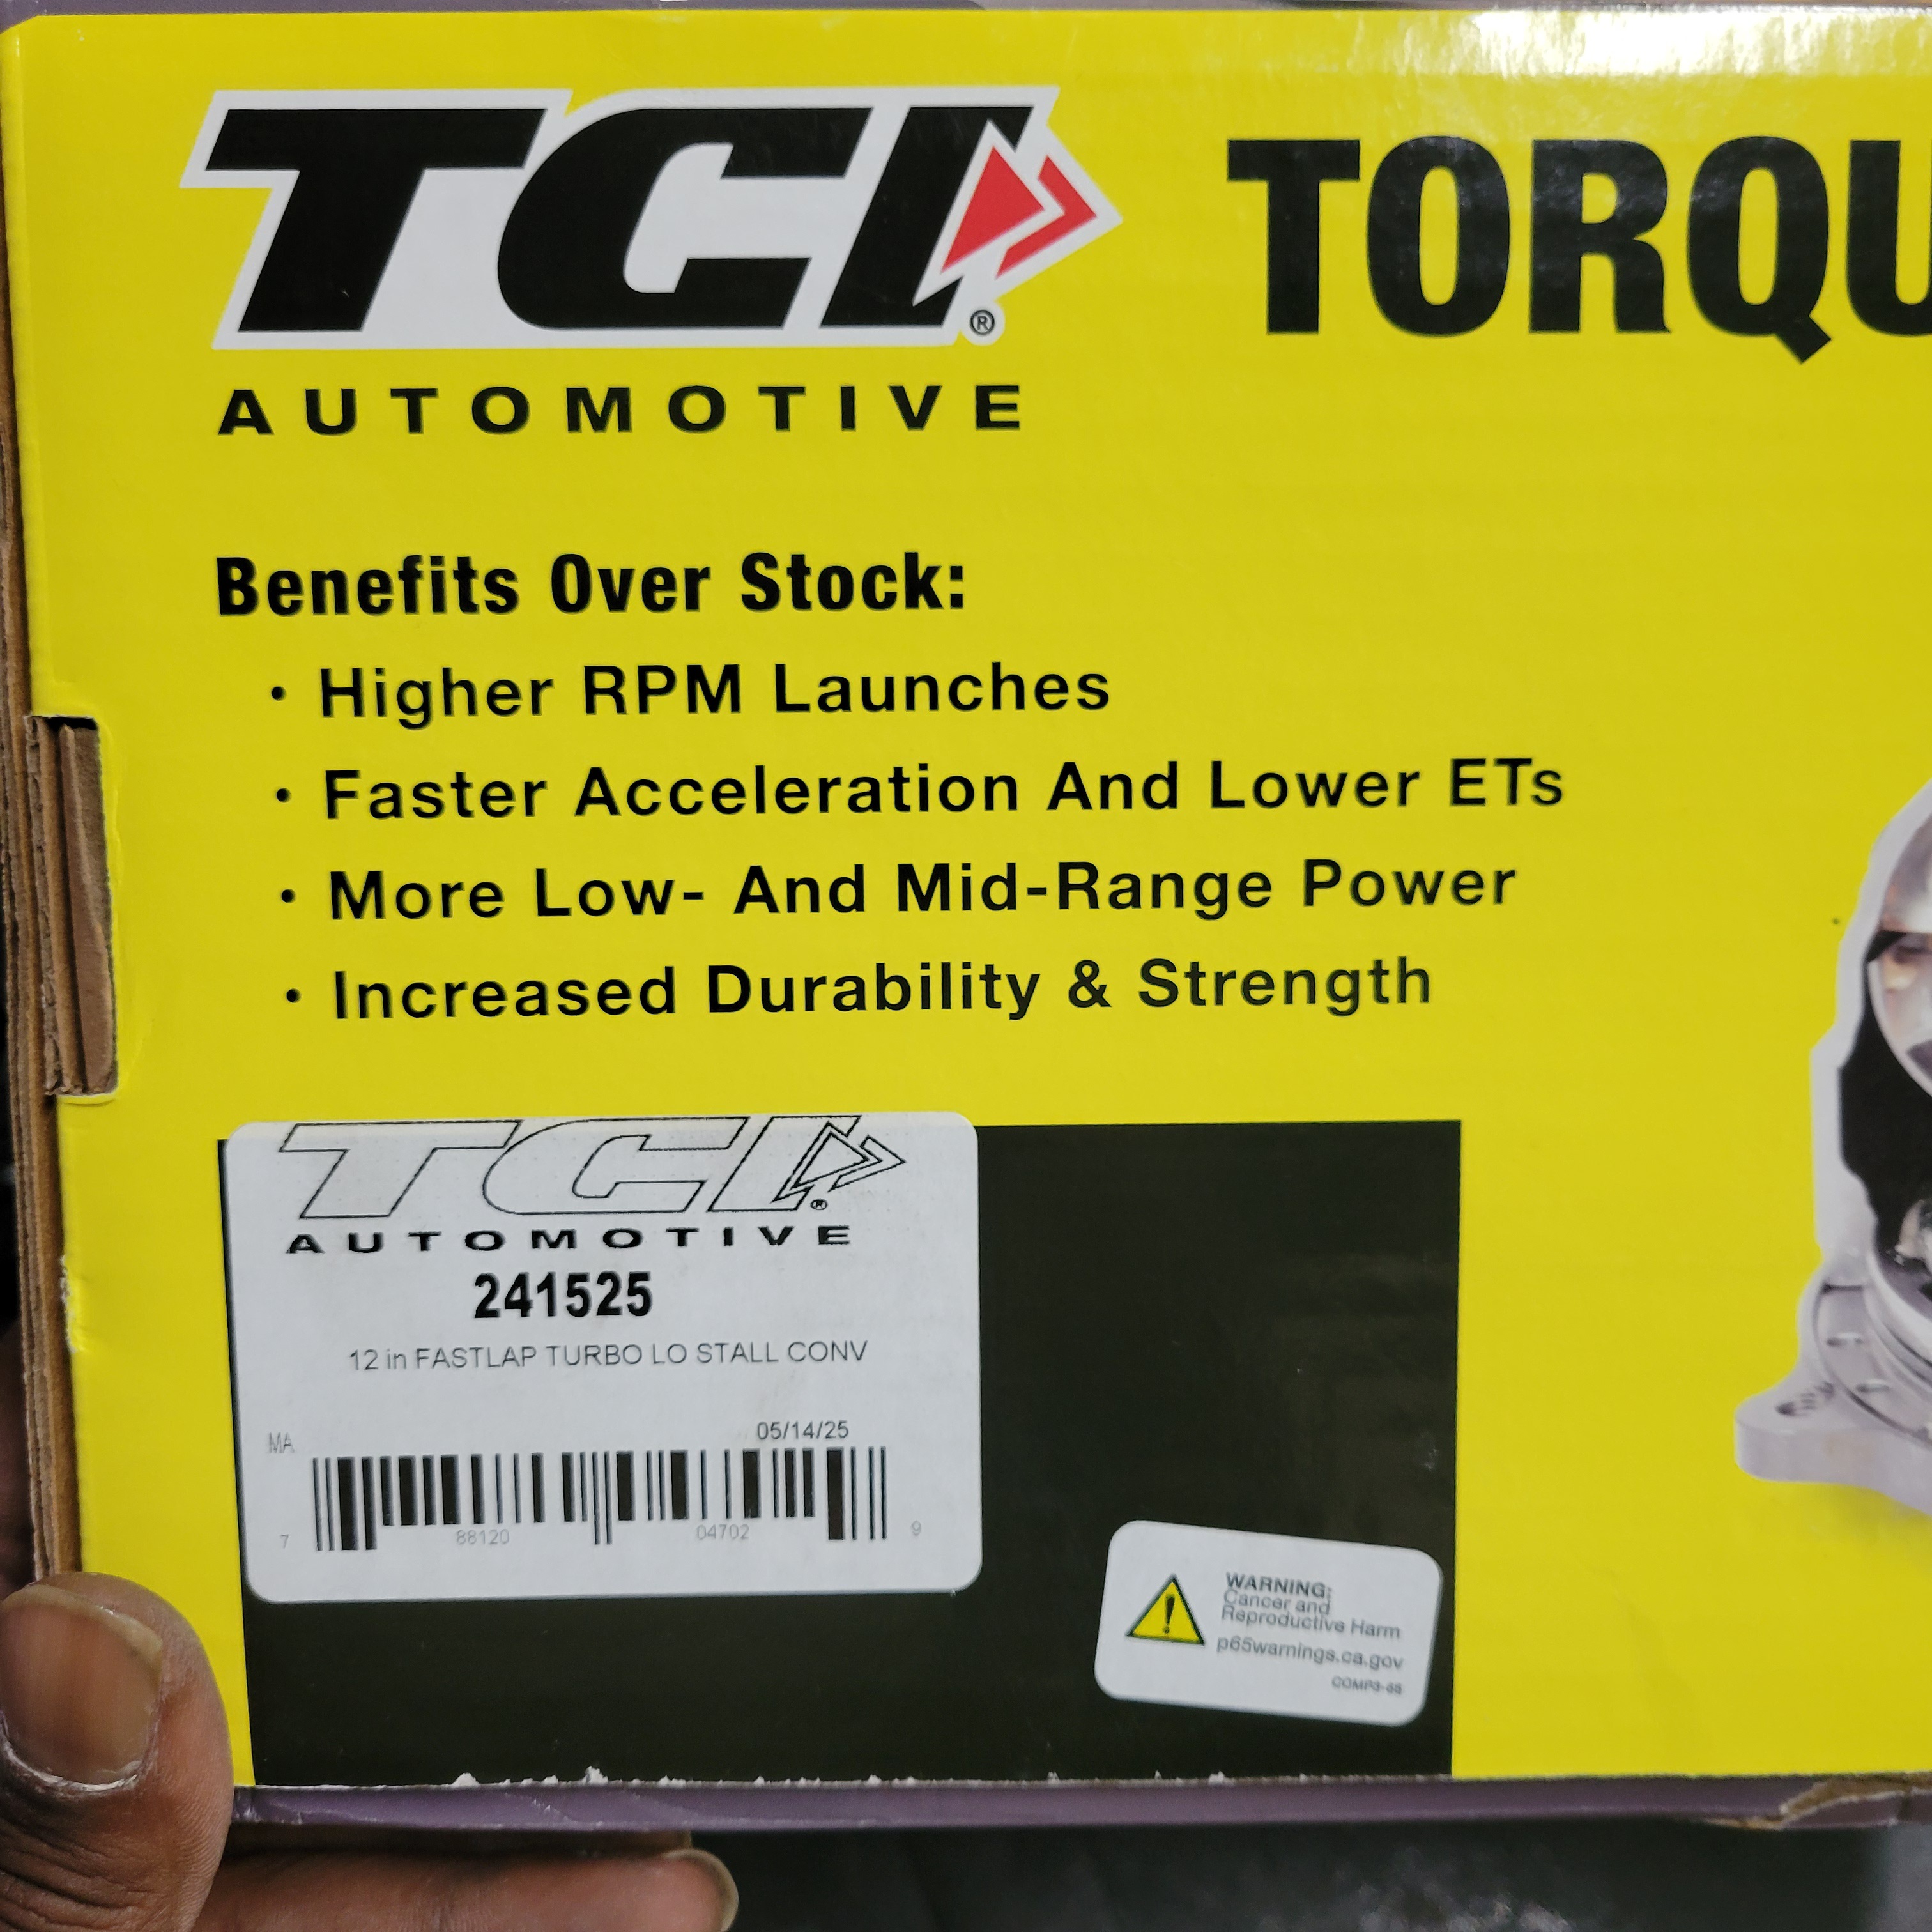 TCI®
AUTOMOTIVE
TORQU
Benefits Over Stock:
• Higher RPM Launches
• Faster Acceleration And Lower ETs
• More Low- And Mid-Range Power
• Increased Durability & Strength
TCI®
AUTOMOTIVE
241525
12 in FASTLAP TURBO LO STALL CONV
MA 05/14/25
7 88120 04702 9
WARNING:
Cancer and
Reproductive Harm
p65warnings.ca.gov